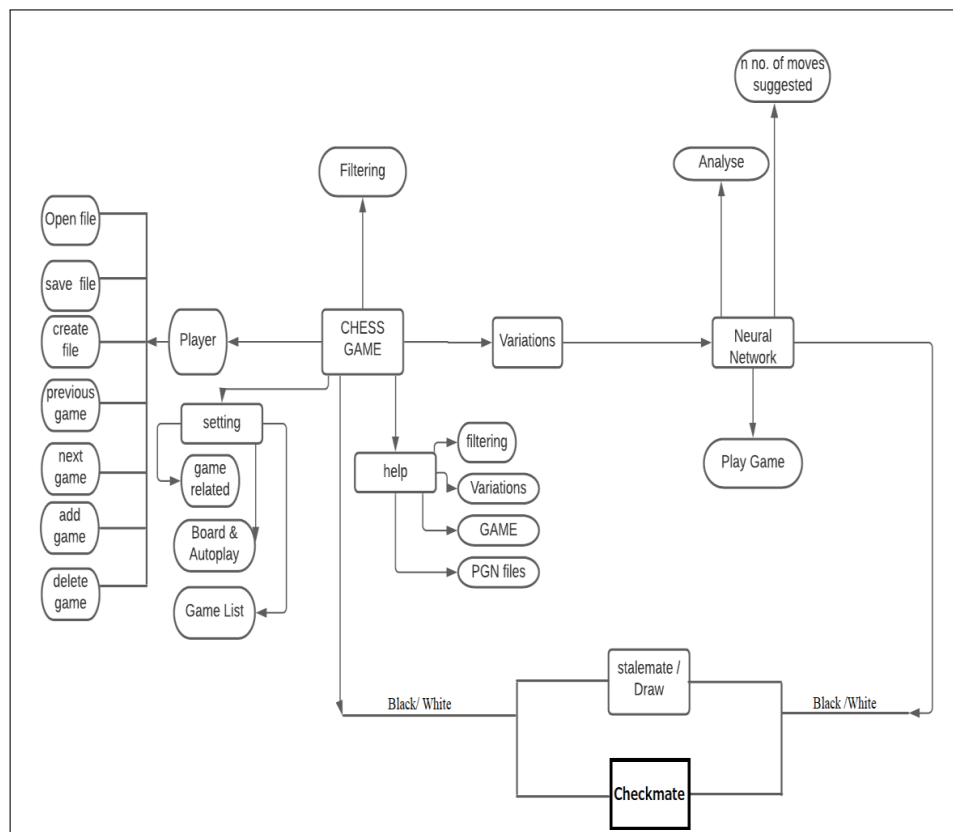 n no. of moves
suggested
Analyse
Filtering
Open file
save file
create
file
previous
game
next
game
add
game
delete
game
Player
CHESS
GAME
Variations
Neural
Network
setting
game
related
Board &
Autoplay
Game List
help
filtering
Variations
GAME
PGN files
Play Game
stalemate /
Draw
Black/ White
Black /White
Checkmate